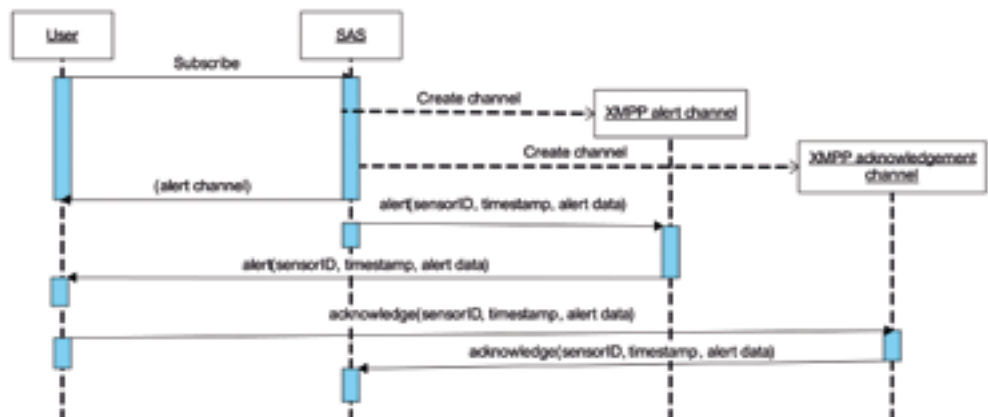 User
SAS
Subscribe
Create channel
XMPP alert channel
Create channel
XMPP acknowledgement
channel
(alert channel)
alert(sensorID, timestamp, alert data)
alert(sensorID, timestamp, alert data)
acknowledge(sensorID, timestamp, alert data)
acknowledge(sensorID, timestamp, alert data)